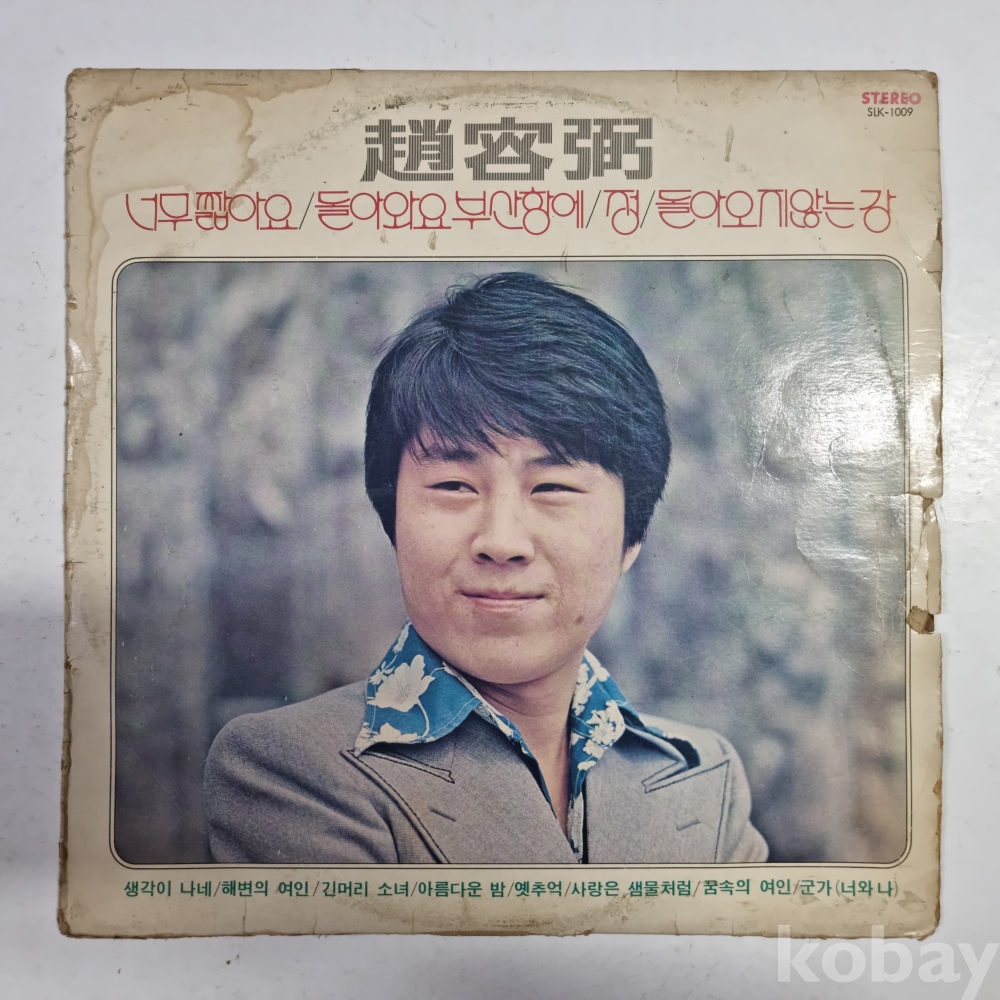 STEREO
SLK-1009
趙容弼
너무짧아요/돌아와요부산항에/정/돌아오지않는강
생각이 나네/해변의 여인/긴머리 소녀/아름다운 밤/옛추억/사랑은 샘물처럼/꿈속의 여인/군가(너와 나)
kobay